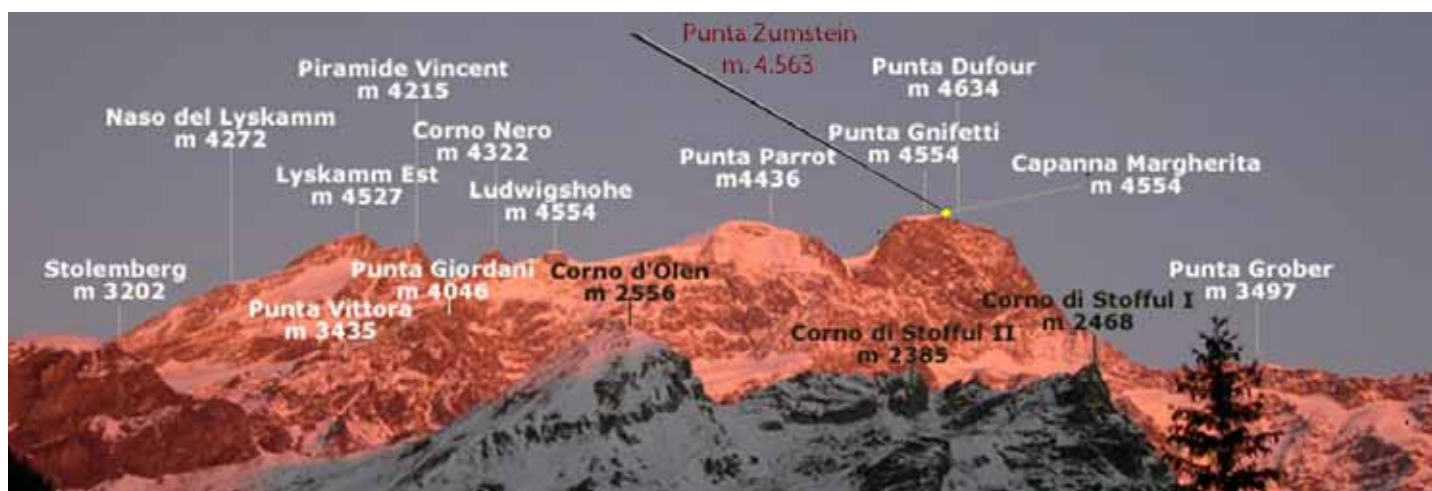 Punta Zumstein
m. 4.563
Piramide Vincent
m 4215
Punta Dufour
m 4634
Naso del Lyskamm
m 4272
Corno Nero
m 4322
Punta Gnifetti
m 4554
Lyskamm Est
m 4527
Ludwigshohe
m 4554
Punta Parrot
m4436
Capanna Margherita
m 4554
Stolemberg
m 3202
Punta Giordani
m 4046
Corno d'Olen
m 2556
Punta Grober
m 3497
Punta Vittora
m 3435
Corno di Stofful II
m 2385
Corno di Stofful I
m 2468